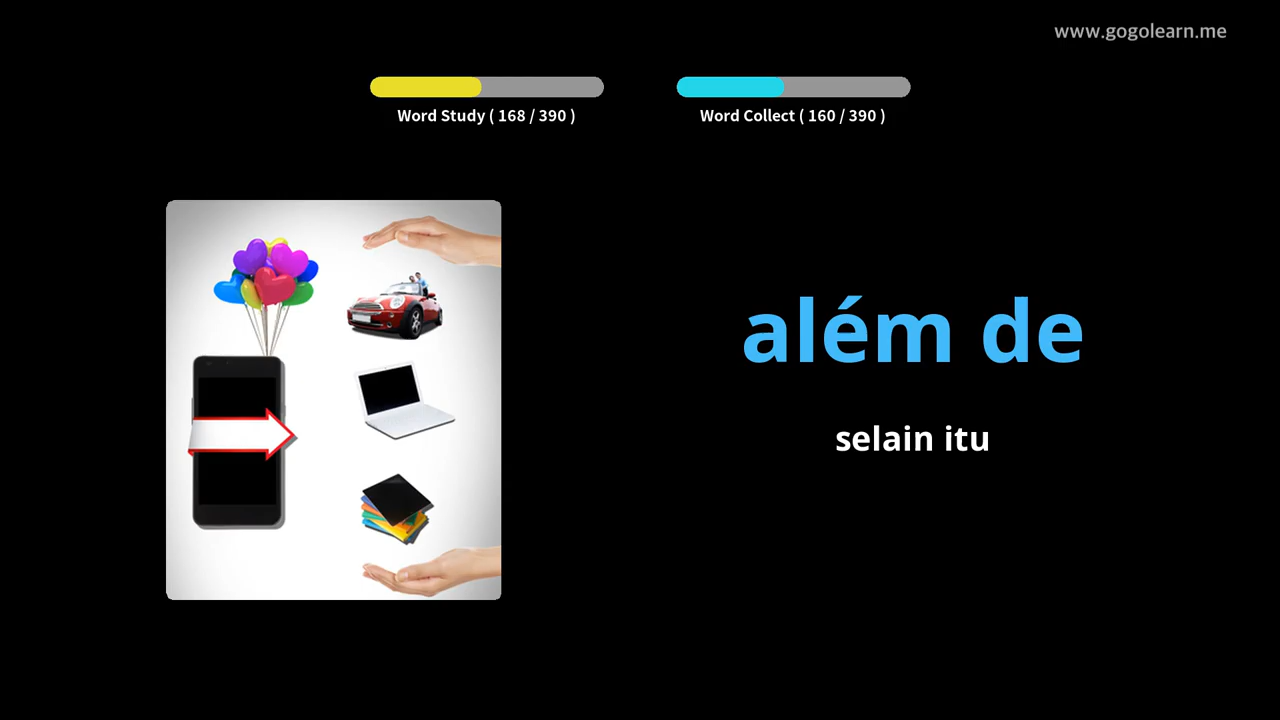 www.gogolearn.me
Word Study ( 168 / 390 )
Word Collect ( 160 / 390 )
além de
selain itu